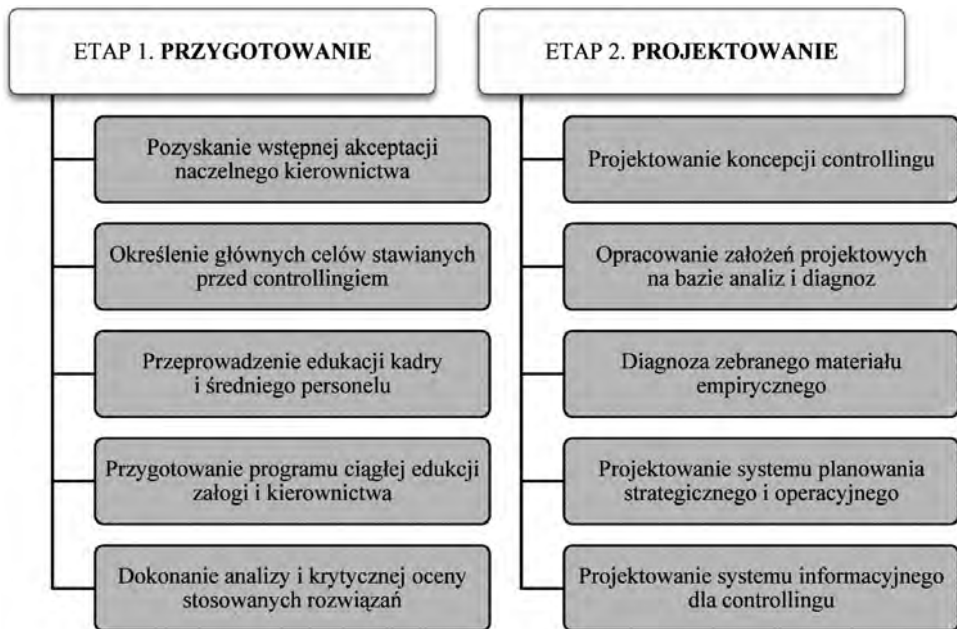 ETAP 1. PRZYGOTOWANIE
Pozyskanie wstępnej akceptacji
naczelnego kierownictwa
Określenie głównych celów stawianych
przed controllingiem
Przeprowadzenie edukacji kadry
i średniego personelu
Przygotowanie programu ciągłej edukcji
załogi i kierownictwa
Dokonanie analizy i krytycznej oceny
stosowanych rozwiązań
ETAP 2. PROJEKTOWANIE
Projektowanie koncepcji controllingu
Opracowanie założeń projektowych
na bazie analiz i diagnoz
Diagnoza zebranego materiału
empirycznego
Projektowanie systemu planowania
strategicznego i operacyjnego
Projektowanie systemu informacyjnego
dla controllingu